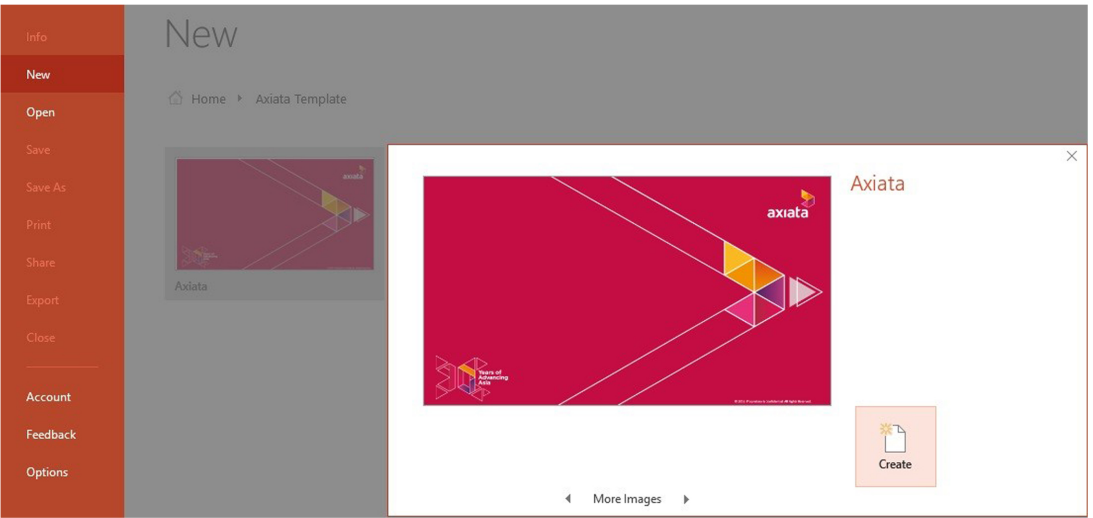 Info
New
Open
Save
Save As
Print
Share
Export
Close
Account
Feedback
Options
New
Home
Axiata Template
axiata
Axiata
Axiata
axiata
30
Years of
Advancing
Asia
Create
More Images